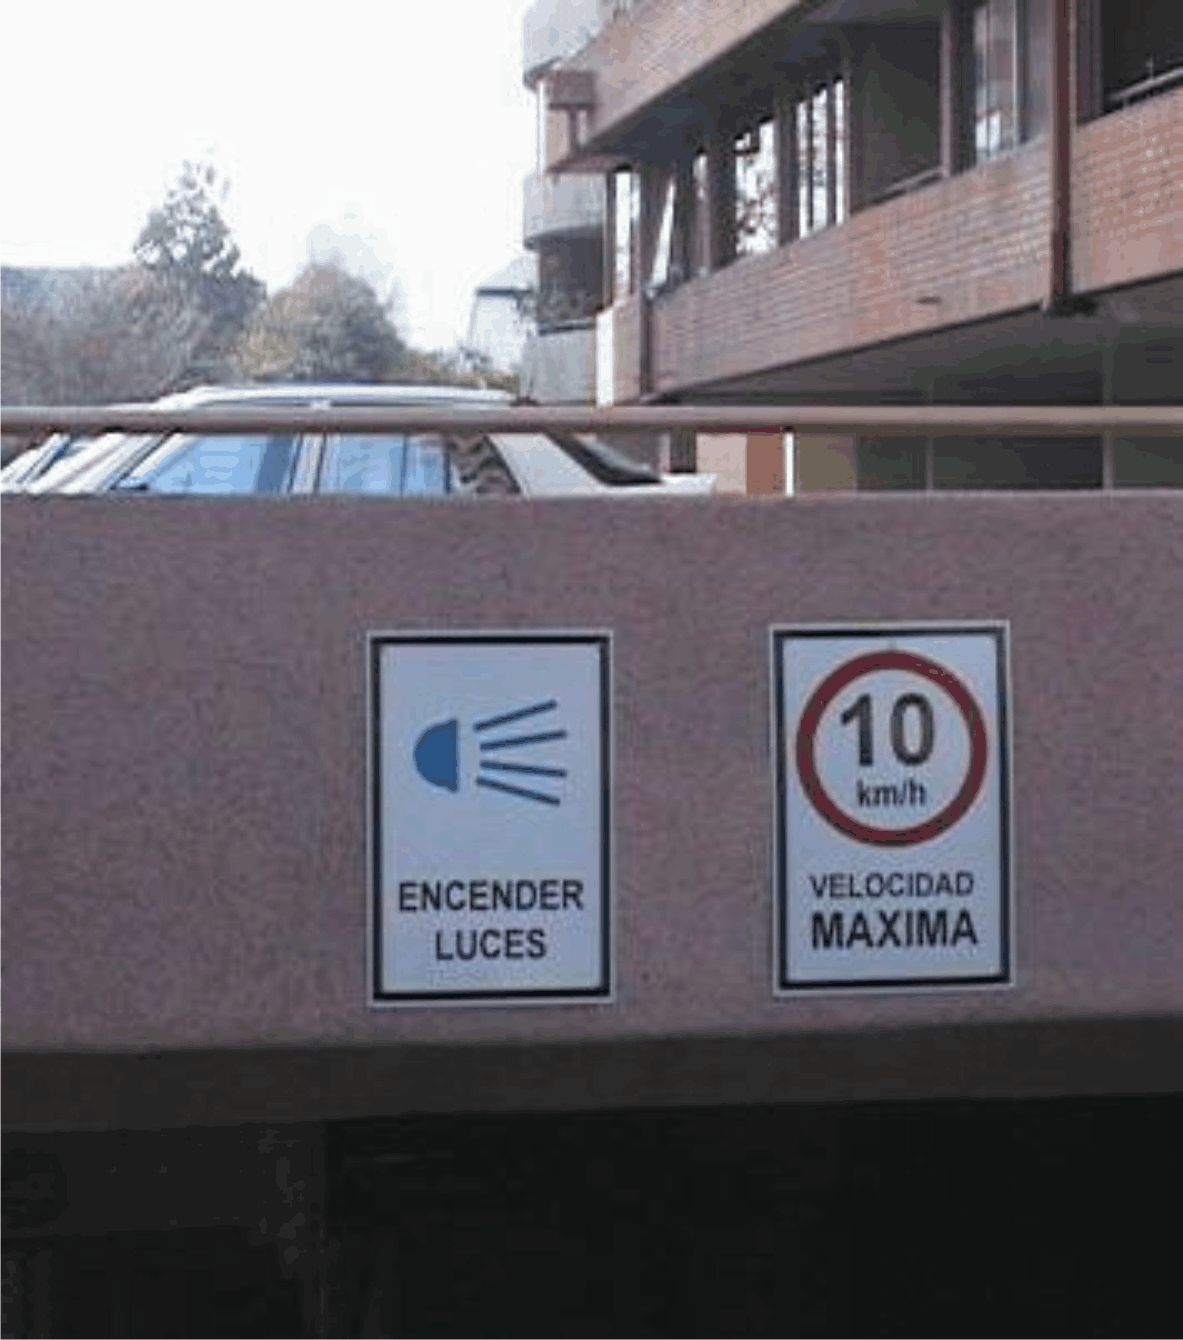 ENCENDER
LUCES
10
km/h
VELOCIDAD
MAXIMA